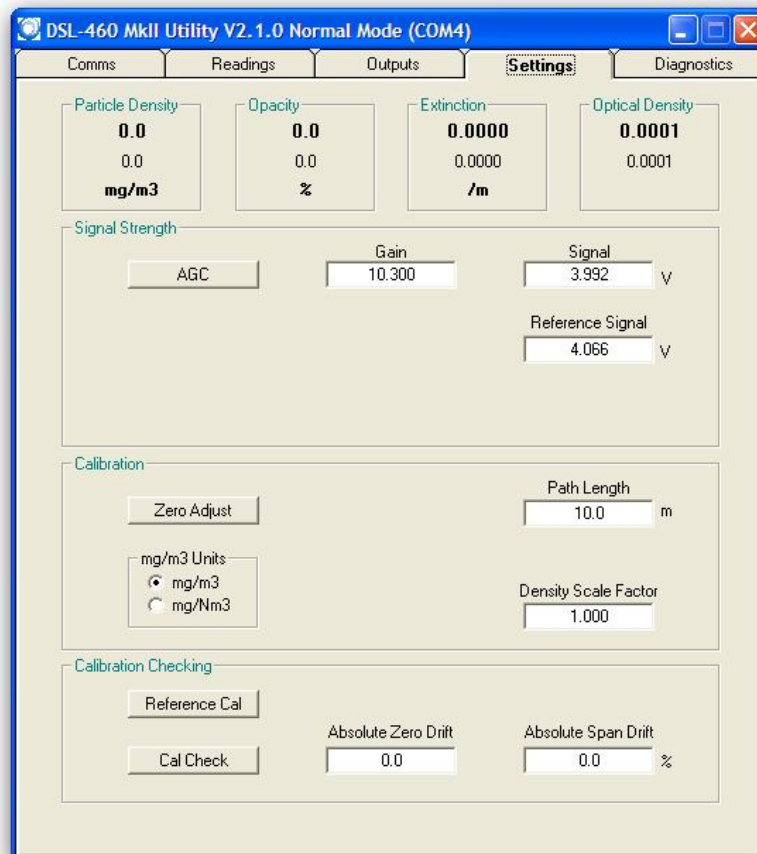 DSL-460 MkII Utility V2.1.0 Normal Mode (COM4)
Comms Readings Outputs Settings Diagnostics
Particle Density Opacity Extinction Optical Density
0.0 0.0 0.0000 0.0001
0.0 0.0 0.0000 0.0001
mg/m3 % /m
Signal Strength
Gain Signal
AGC 10.300 3.992 V
Reference Signal
4.066 V
Calibration
Path Length
Zero Adjust 10.0 m
mg/m3 Units
mg/m3
mg/Nm3
Density Scale Factor
1.000
Calibration Checking
Reference Cal
Absolute Zero Drift Absolute Span Drift
Cal Check 0.0 0.0 %